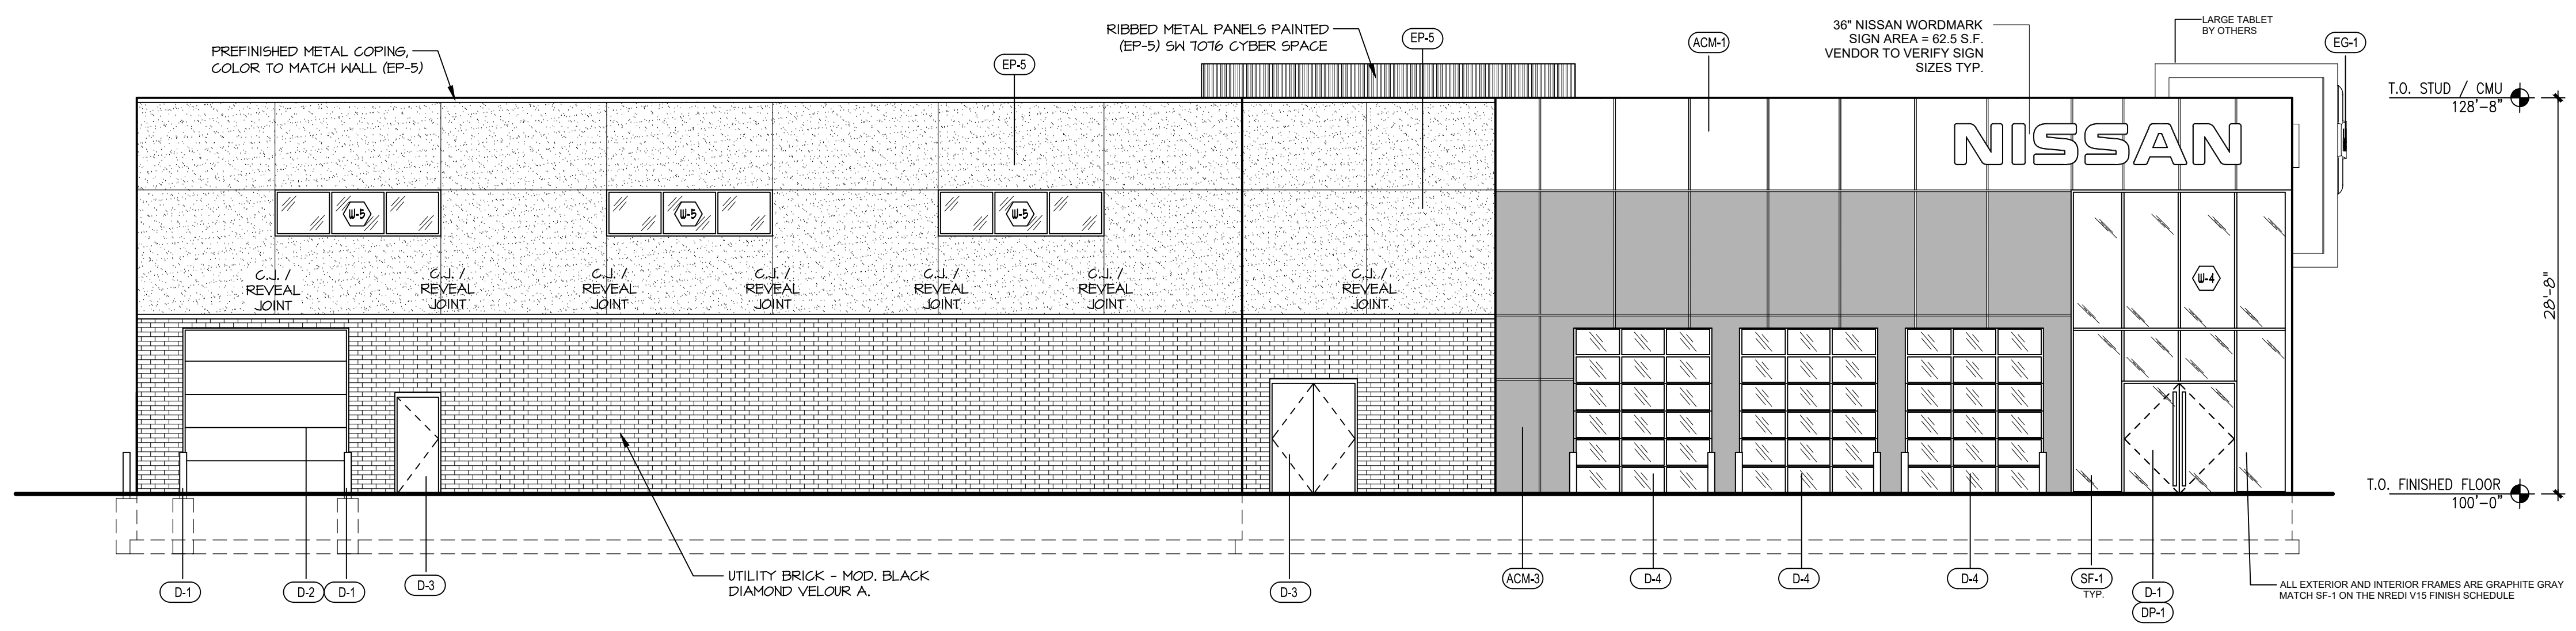 PREFINISHED METAL COPING,
COLOR TO MATCH WALL (EP-5)
EP-5
RIBBED METAL PANELS PAINTED
(EP-5) SW 7076 CYBER SPACE
EP-5
ACM-1
36" NISSAN WORDMARK
SIGN AREA = 62.5 S.F.
VENDOR TO VERIFY SIGN
SIZES TYP.
LARGE TABLET
BY OTHERS
EG-1
T.O. STUD / CMU
128'-8"
NISSAN
W-5
W-5
W-5
W-4
C.J. /
REVEAL
JOINT
C.J. /
REVEAL
JOINT
C.J. /
REVEAL
JOINT
C.J. /
REVEAL
JOINT
C.J. /
REVEAL
JOINT
C.J. /
REVEAL
JOINT
C.J. /
REVEAL
JOINT
28'-8"
T.O. FINISHED FLOOR
100'-0"
D-1
D-2
D-1
D-3
UTILITY BRICK - MOD. BLACK
DIAMOND VELOUR A.
D-3
ACM-3
D-4
D-4
D-4
SF-1
TYP.
D-1
DP-1
ALL EXTERIOR AND INTERIOR FRAMES ARE GRAPHITE GRAY
MATCH SF-1 ON THE NREDI V15 FINISH SCHEDULE